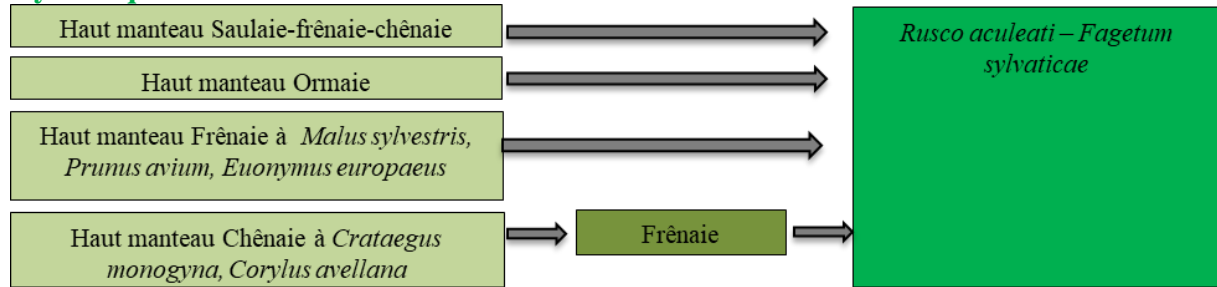 Haut manteau Saulaie-frênaie-chênaie
Rusco aculeati – Fagetum
sylvaticae
Haut manteau Ormaie
Haut manteau Frênaie à Malus sylvestris,
Prunus avium, Euonymus europaeus
Haut manteau Chênaie à Crataegus
monogyna, Corylus avellana
Frênaie